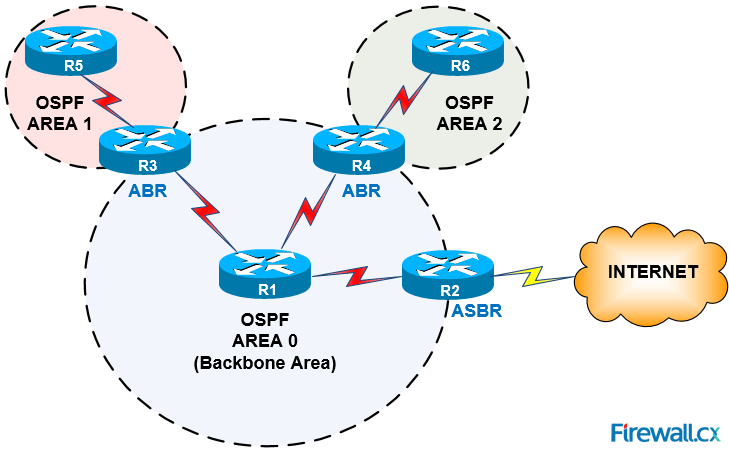 R5
OSPF
AREA 1
R6
OSPF
AREA 2
R3
ABR
R4
ABR
R1
OSPF
AREA 0
(Backbone Area)
R2
ASBR
INTERNET
Firewall.cx